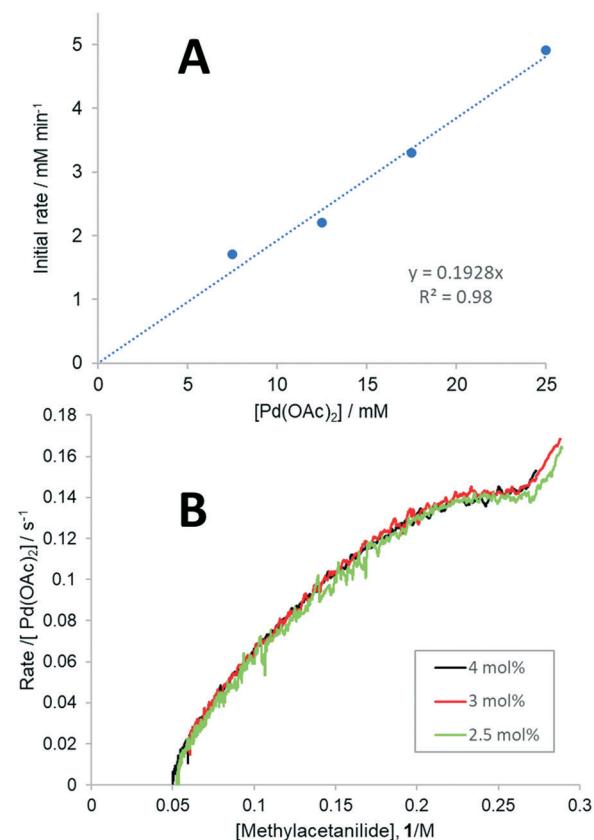 A
Initial rate / mM min⁻¹
5
4
3
2
1
0
y = 0.1928x
R² = 0.98
0 5 10 15 20 25
[Pd(OAc)₂] / mM
B
Rate /[ Pd(OAc)₂] / s⁻¹
0.18
0.16
0.14
0.12
0.1
0.08
0.06
0.04
0.02
0
4 mol%
3 mol%
2.5 mol%
0 0.05 0.1 0.15 0.2 0.25 0.3
[Methylacetanilide], 1/M